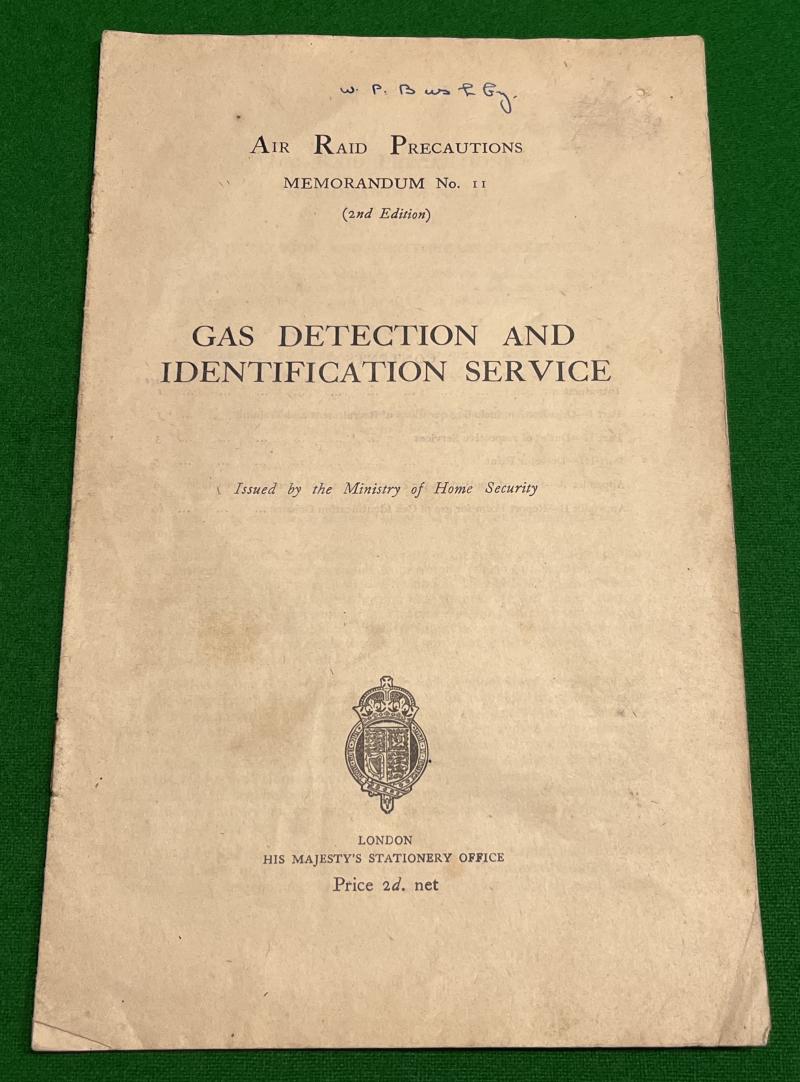 W. P. Bushby.
AIR RAID PRECAUTIONS
MEMORANDUM No. 11
(2nd Edition)
GAS DETECTION AND
IDENTIFICATION SERVICE
Issued by the Ministry of Home Security
LONDON
HIS MAJESTY'S STATIONERY OFFICE
Price 2d. net